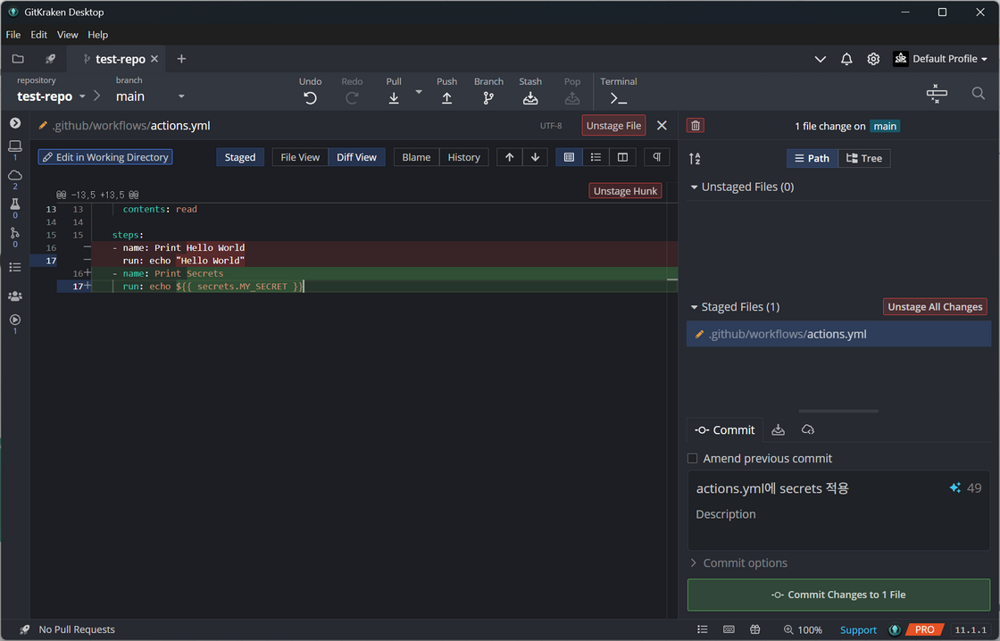 GitKraken Desktop
File Edit View Help
test-repo
Default Profile
repository
test-repo
branch
main
Undo Redo Pull Push Branch Stash Pop Terminal
.github/workflows/actions.yml
UTF-8
Unstage File
1 file change on main
Edit in Working Directory
Staged
File View Diff View
Blame History
Path Tree
Unstaged Files (0)
@@ -13,5 +13,5 @@
Unstage Hunk
13 13 contents: read
14 14
15 15 steps:
16 - name: Print Hello World
17 run: echo "Hello World"
16+ - name: Print Secrets
17+ run: echo ${{ secrets.MY_SECRET }}
1
2
0
0
1
Staged Files (1)
Unstage All Changes
.github/workflows/actions.yml
Commit
Amend previous commit
actions.yml에 secrets 적용
49
Description
Commit options
Commit Changes to 1 File
No Pull Requests
100%
Support
PRO
11.1.1